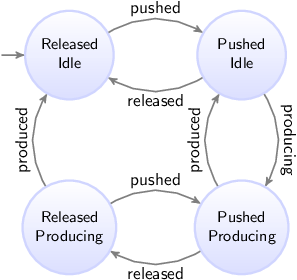 pushed
Released
Idle
Pushed
Idle
released
produced
produced
producing
pushed
Released
Producing
Pushed
Producing
released